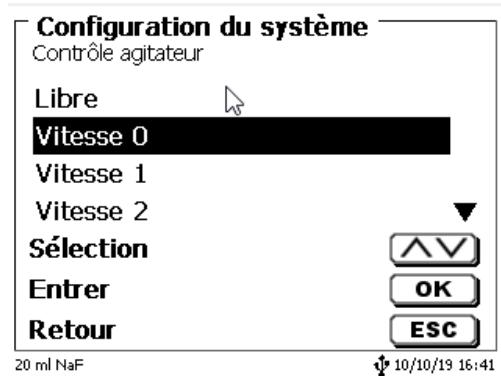 Configuration du système
Contrôle agitateur
Libre
Vitesse 0
Vitesse 1
Vitesse 2
Sélection
Entrer OK
Retour ESC
20 ml NaF 10/10/19 16:41